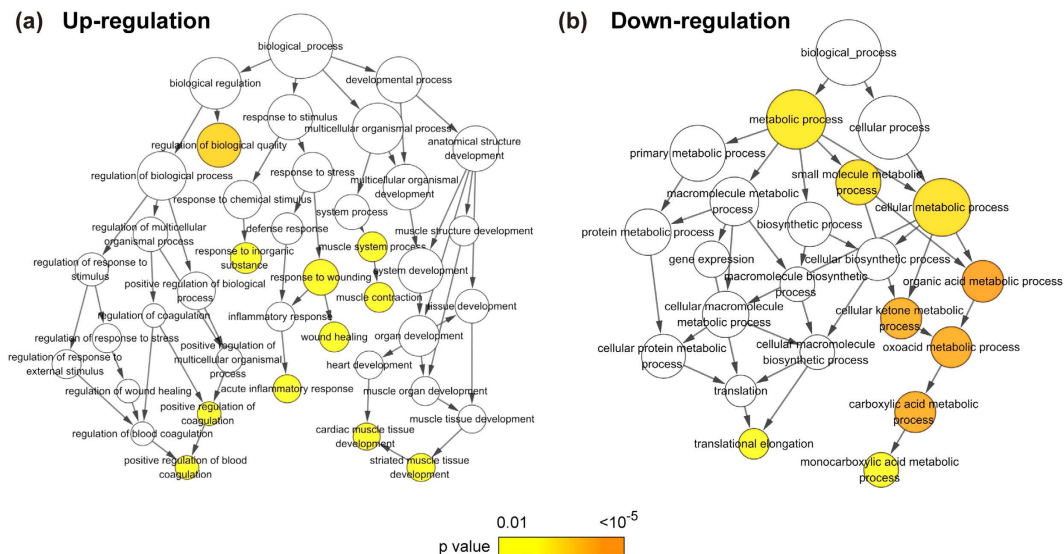 (a) Up-regulation
biological_process
biological regulation
developmental process
response to stimulus
multicellular organismal process
regulation of biological quality
anatomical structure
development
regulation of biological process
response to stress
multicellular organismal
development
response to chemical stimulus
system process
regulation of multicellular
organismal process
defense response
muscle structure development
muscle system process
response to inorganic
substance
regulation of response to
stimulus
response to wounding
system development
positive regulation of biological
process
muscle contraction
tissue development
regulation of coagulation
inflammatory response
regulation of response to stress
wound healing
organ development
positive regulation of
multicellular organismal
process
regulation of response to
external stimulus
heart development
regulation of wound healing
acute inflammatory response
muscle organ development
positive regulation of
coagulation
muscle tissue development
regulation of blood coagulation
cardiac muscle tissue
development
positive regulation of blood
coagulation
striated muscle tissue
development
(b) Down-regulation
biological_process
metabolic process
cellular process
primary metabolic process
small molecule metabolic
process
macromolecule metabolic
process
cellular metabolic process
protein metabolic process
biosynthetic process
gene expression
cellular biosynthetic process
macromolecule biosynthetic
process
organic acid metabolic process
cellular macromolecule
metabolic process
cellular ketone metabolic
process
cellular protein metabolic
process
cellular macromolecule
biosynthetic process
oxoacid metabolic process
translation
carboxylic acid metabolic
process
translational elongation
monocarboxylic acid metabolic
process
0.01 <10-5
p value